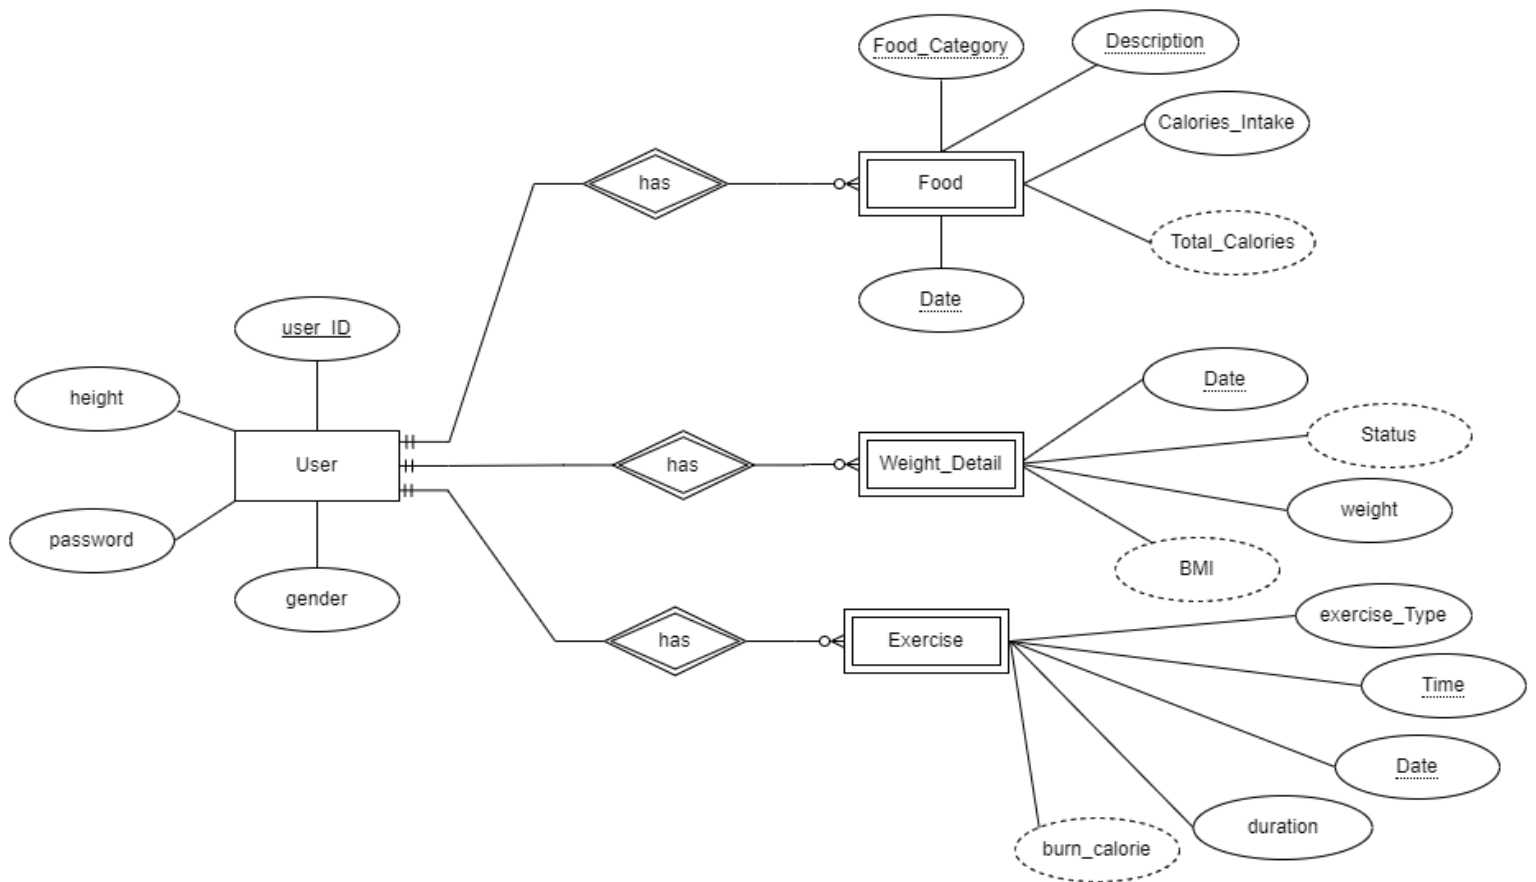 Food_Category
Description
Calories_Intake
has
Food
Total_Calories
Date
user_ID
height
User
password
gender
has
Weight_Detail
Date
Status
weight
BMI
has
Exercise
exercise_Type
Time
Date
duration
burn_calorie